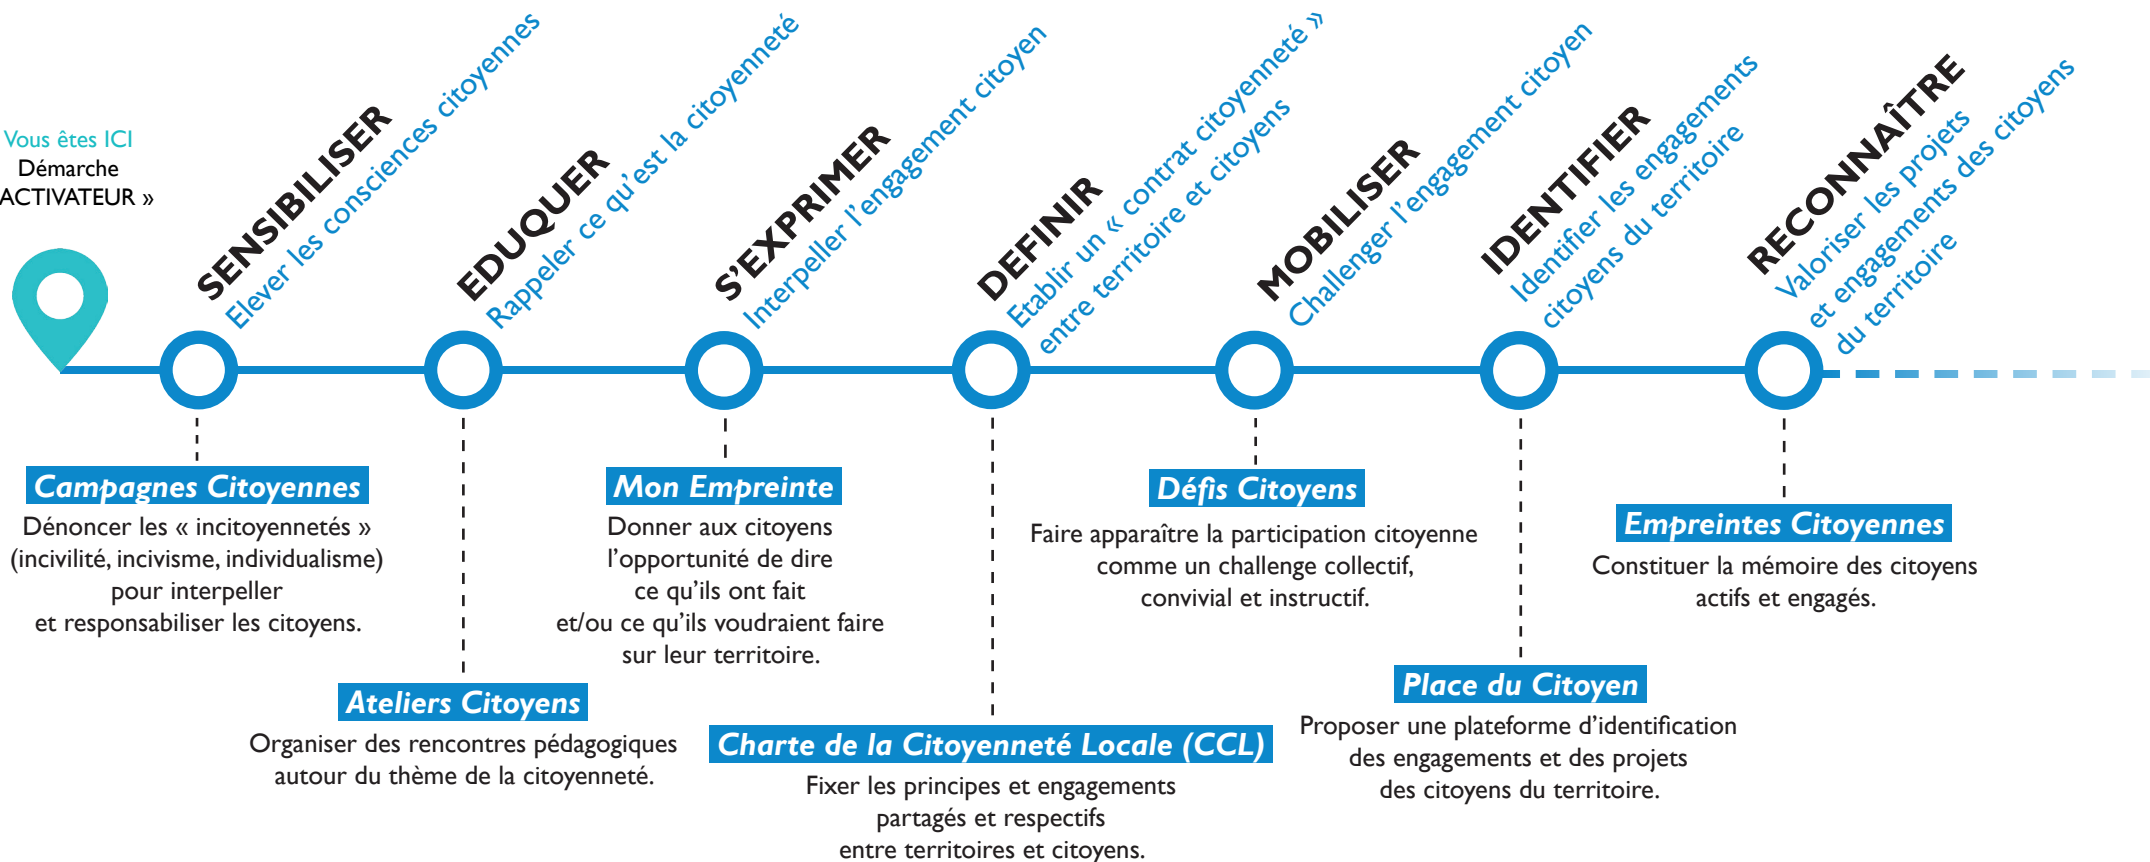 Vous êtes ICI
Démarche
ACTIVATEUR »
SENSIBILISER
Elever les consciences citoyennes
EDUQUER
Rappeler ce qu'est la citoyenneté
S'EXPRIMER
Interpeller l'engagement citoyen
DEFINIR
Etablir un « contrat citoyenneté »
entre territoire et citoyens
MOBILISER
Challenger l'engagement citoyen
IDENTIFIER
Identifier les engagements
citoyens du territoire
RECONNAÎTRE
Valoriser les projets
et engagements des citoyens
du territoire
Campagnes Citoyennes
Dénoncer les « incitoyennetés »
(incivilité, incivisme, individualisme)
pour interpeller
et responsabiliser les citoyens.
Ateliers Citoyens
Organiser des rencontres pédagogiques
autour du thème de la citoyenneté.
Mon Empreinte
Donner aux citoyens
l'opportunité de dire
ce qu'ils ont fait
et/ou ce qu'ils voudraient faire
sur leur territoire.
Charte de la Citoyenneté Locale (CCL)
Fixer les principes et engagements
partagés et respectifs
entre territoires et citoyens.
Défis Citoyens
Faire apparaître la participation citoyenne
comme un challenge collectif,
convivial et instructif.
Place du Citoyen
Proposer une plateforme d'identification
des engagements et des projets
des citoyens du territoire.
Empreintes Citoyennes
Constituer la mémoire des citoyens
actifs et engagés.